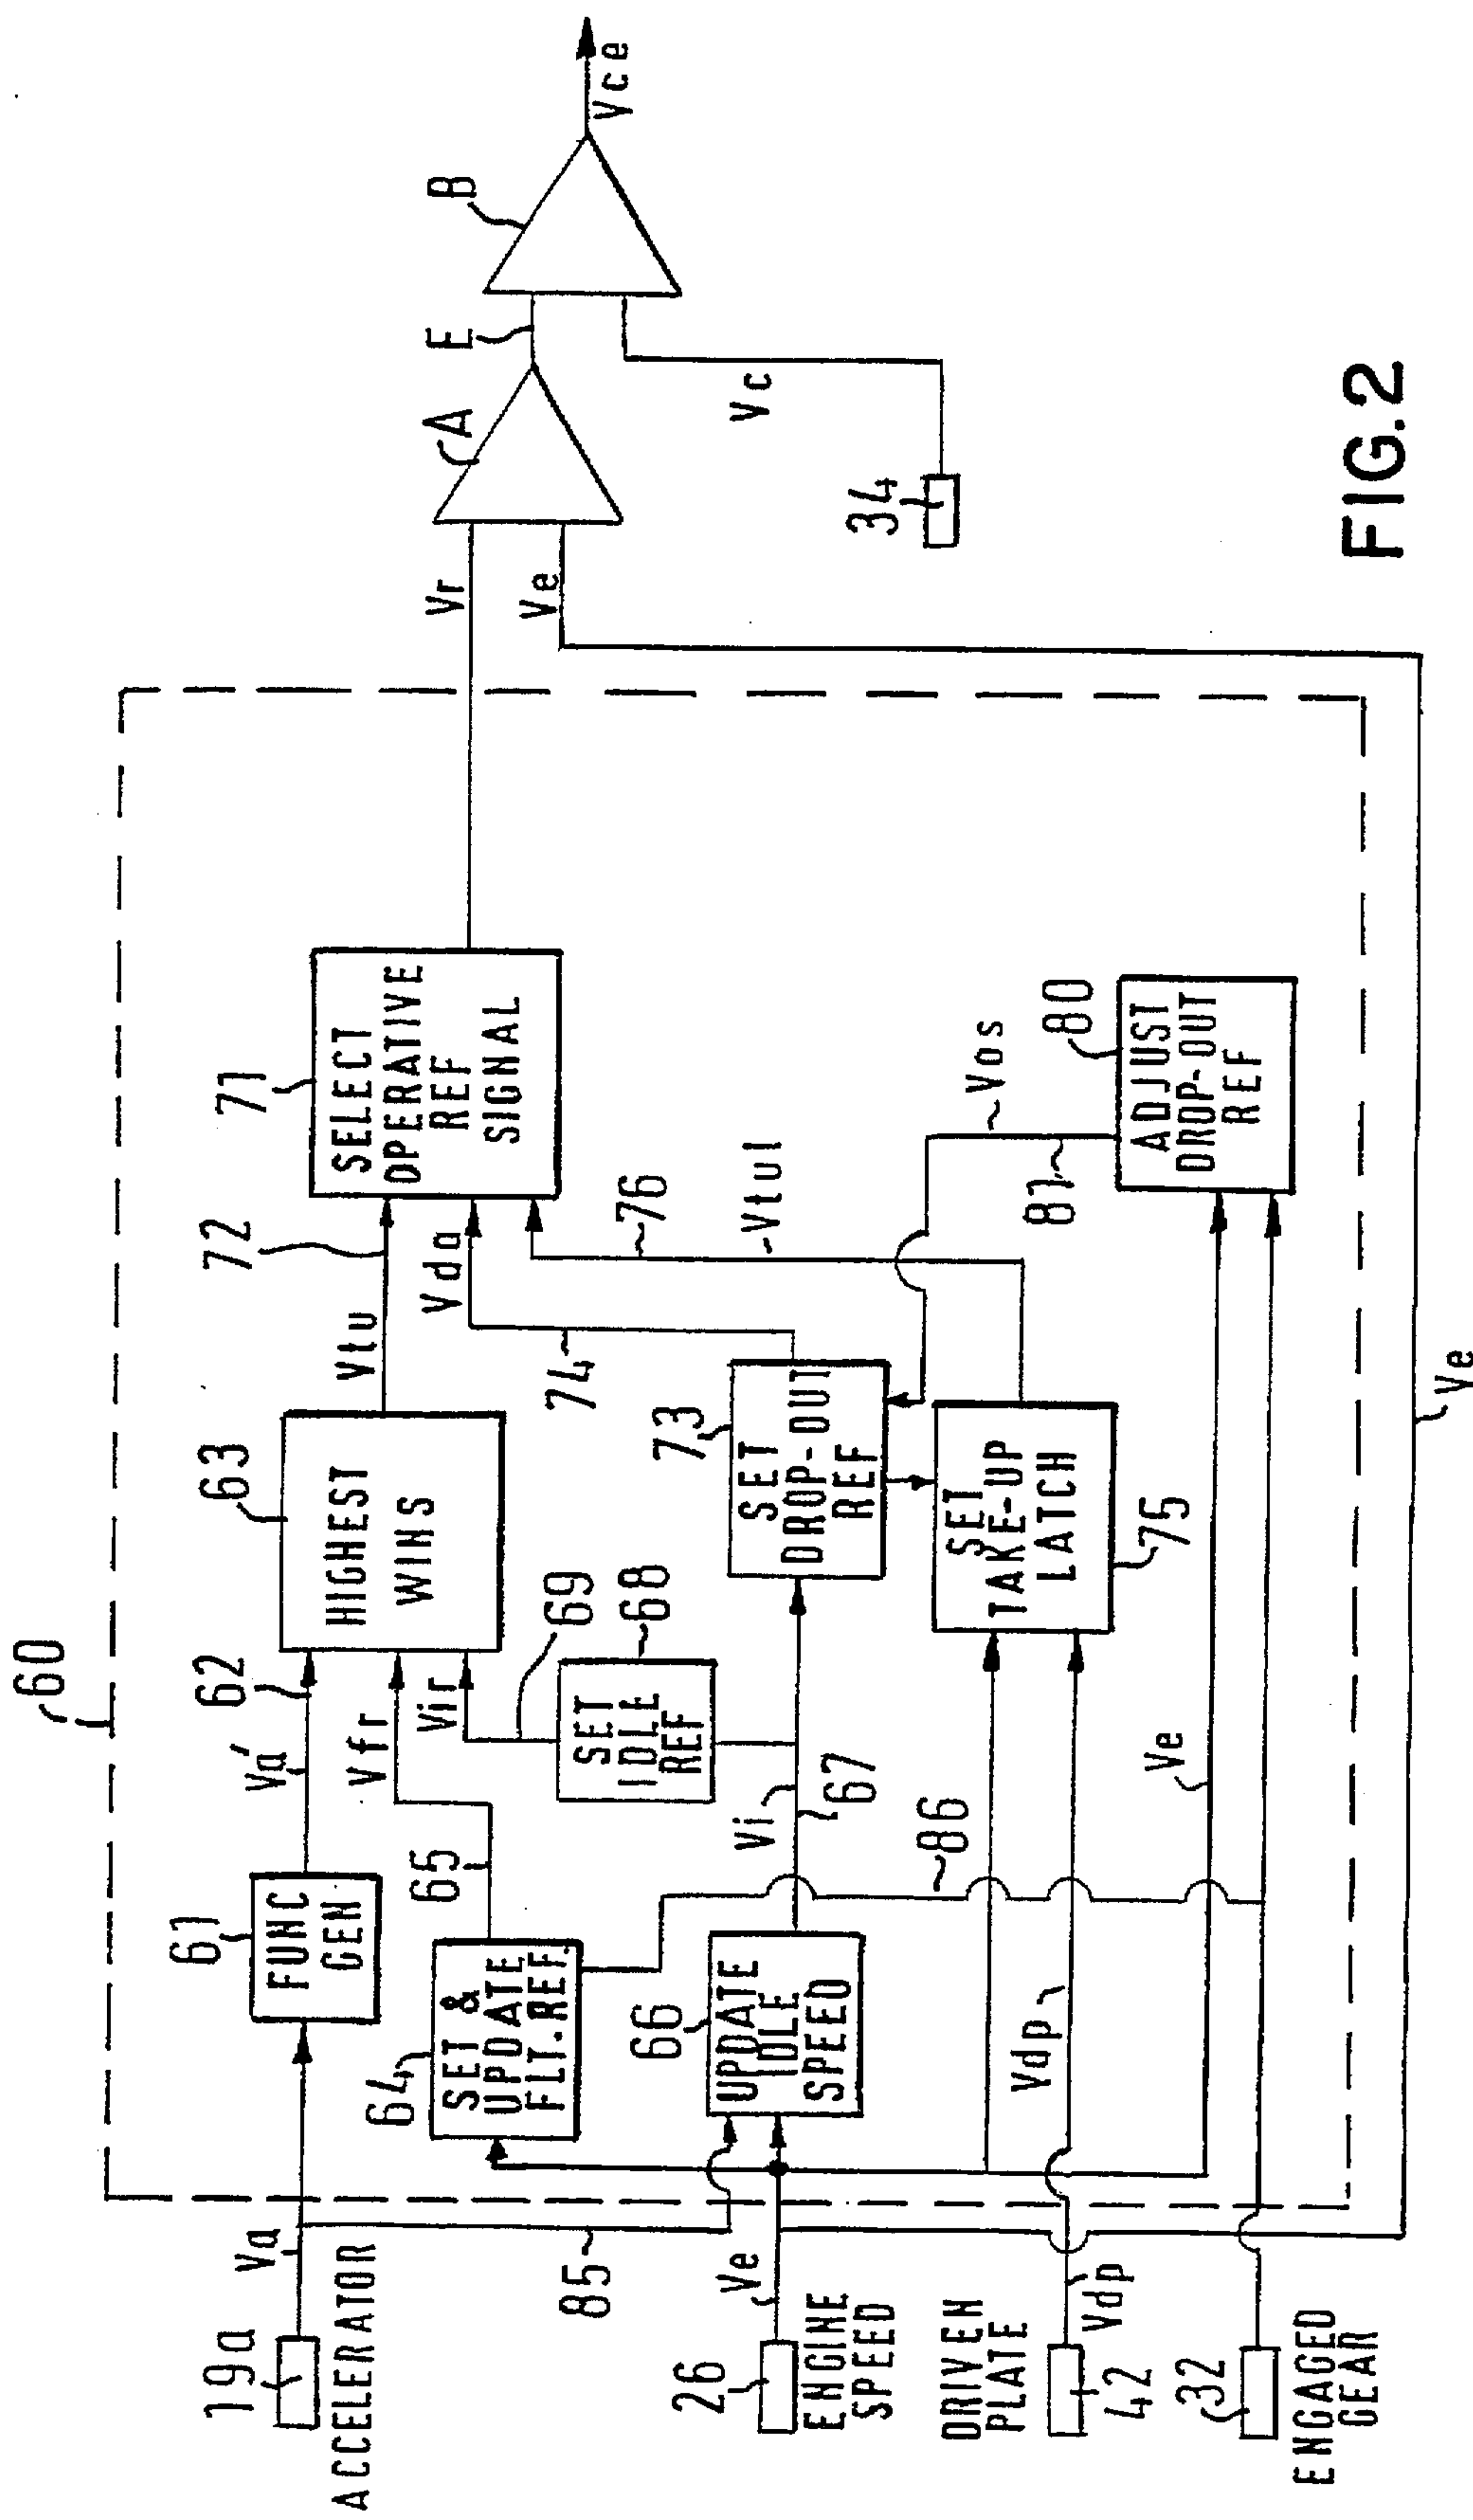 60
19a
Va
ACCELERATOR
61
FUNC
GEN
Va'
62
63
HIGHEST
WINS
Vtu
72
71
SELECT
OPERATIVE
REF
SIGNAL
Vr
A
E
B
Vce
64
SET &
UPDATE
FLT.REF.
65
Vfr
Vir
69
SET
IDLE
REF
68
Vda
74
85
26
Ve
ENGINE
SPEED
66
UPDATE
IDLE
SPEED
Vi
67
73
SET
DROP-OUT
REF
76
Vtul
Ve
Vc
34
86
SET
TAKE-UP
LATCH
75
Vos
81
80
ADJUST
DROP-OUT
REF
DRIVEN
PLATE
42
Vdp
Vdp
Ve
32
ENGAGED
GEAR
Ve
FIG.2